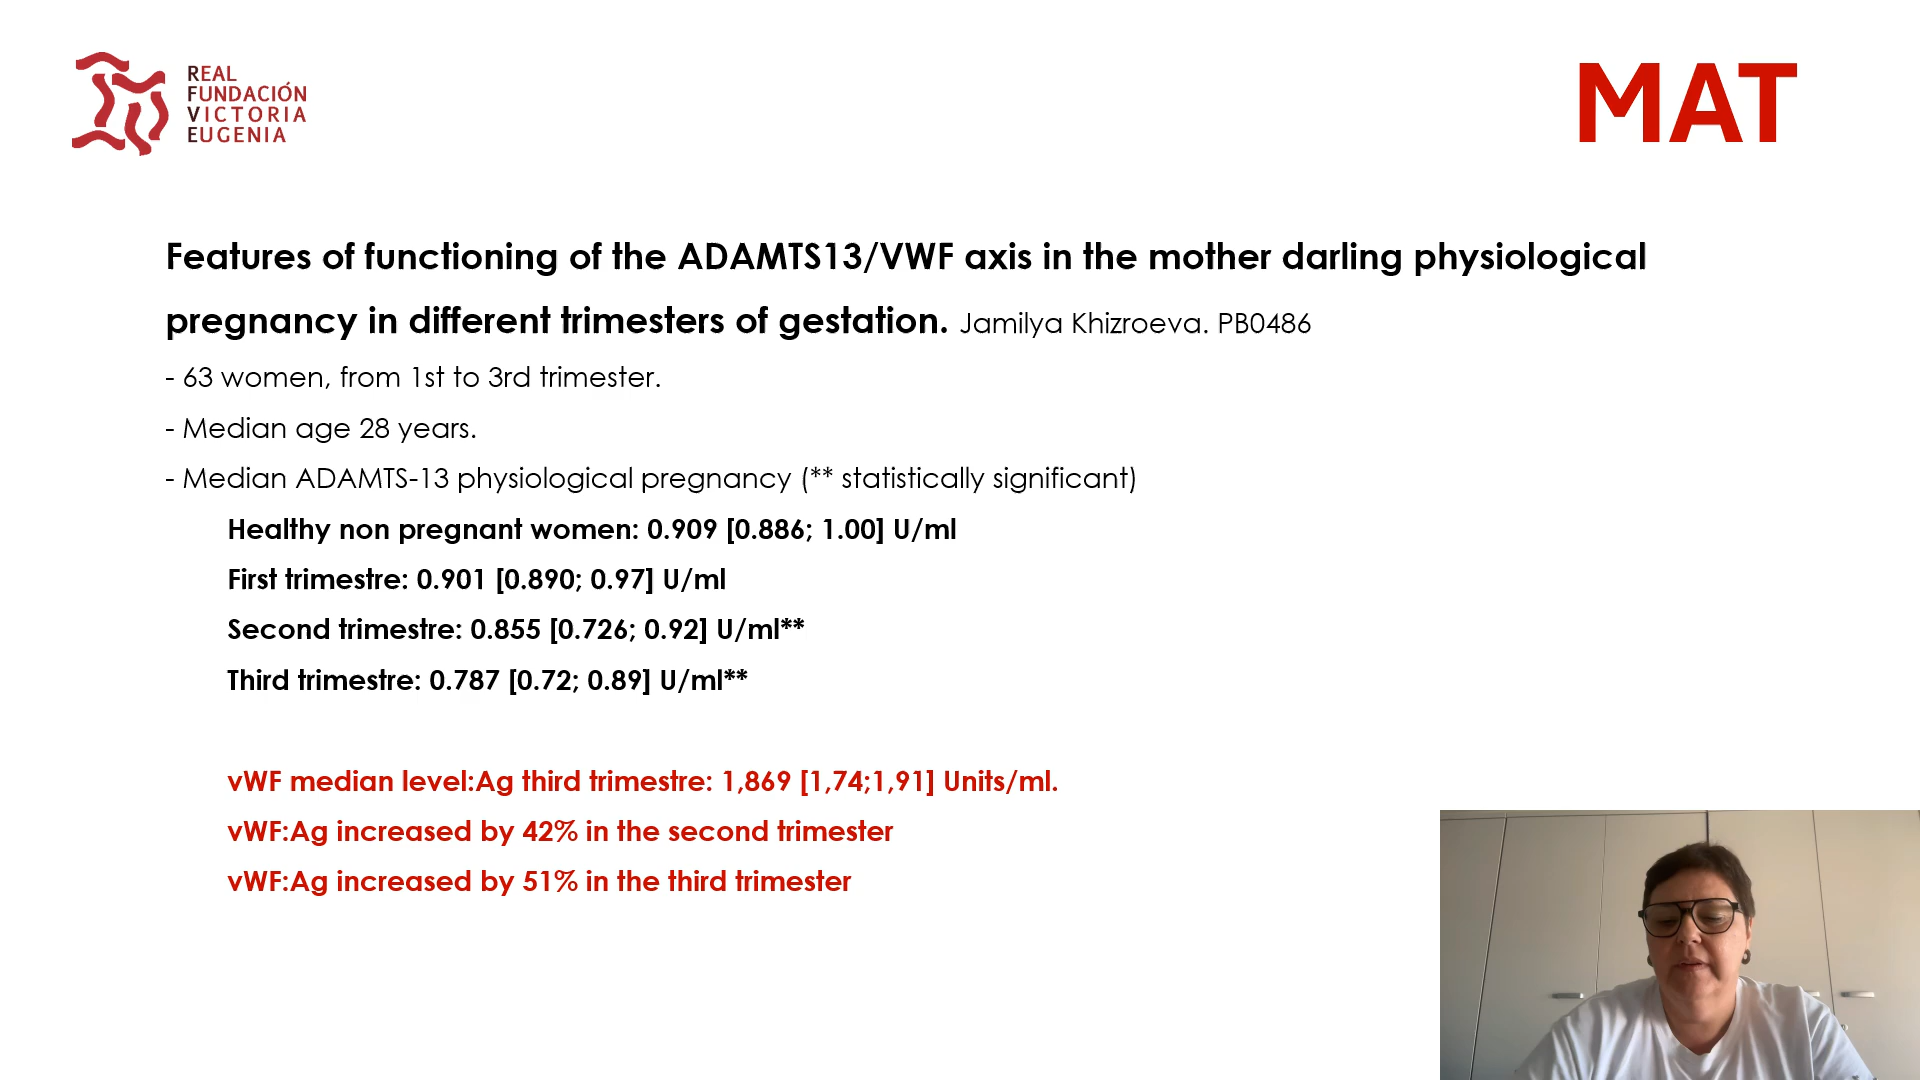 REAL
FUNDACIÓN
VICTORIA
EUGENIA
MAT
Features of functioning of the ADAMTS13/VWF axis in the mother darling physiological
pregnancy in different trimesters of gestation. Jamilya Khizroeva. PB0486
- 63 women, from 1st to 3rd trimester.
- Median age 28 years.
- Median ADAMTS-13 physiological pregnancy (** statistically significant)
Healthy non pregnant women: 0.909 [0.886; 1.00] U/ml
First trimestre: 0.901 [0.890; 0.97] U/ml
Second trimestre: 0.855 [0.726; 0.92] U/ml**
Third trimestre: 0.787 [0.72; 0.89] U/ml**
vWF median level:Ag third trimestre: 1,869 [1,74;1,91] Units/ml.
vWF:Ag increased by 42% in the second trimester
vWF:Ag increased by 51% in the third trimester